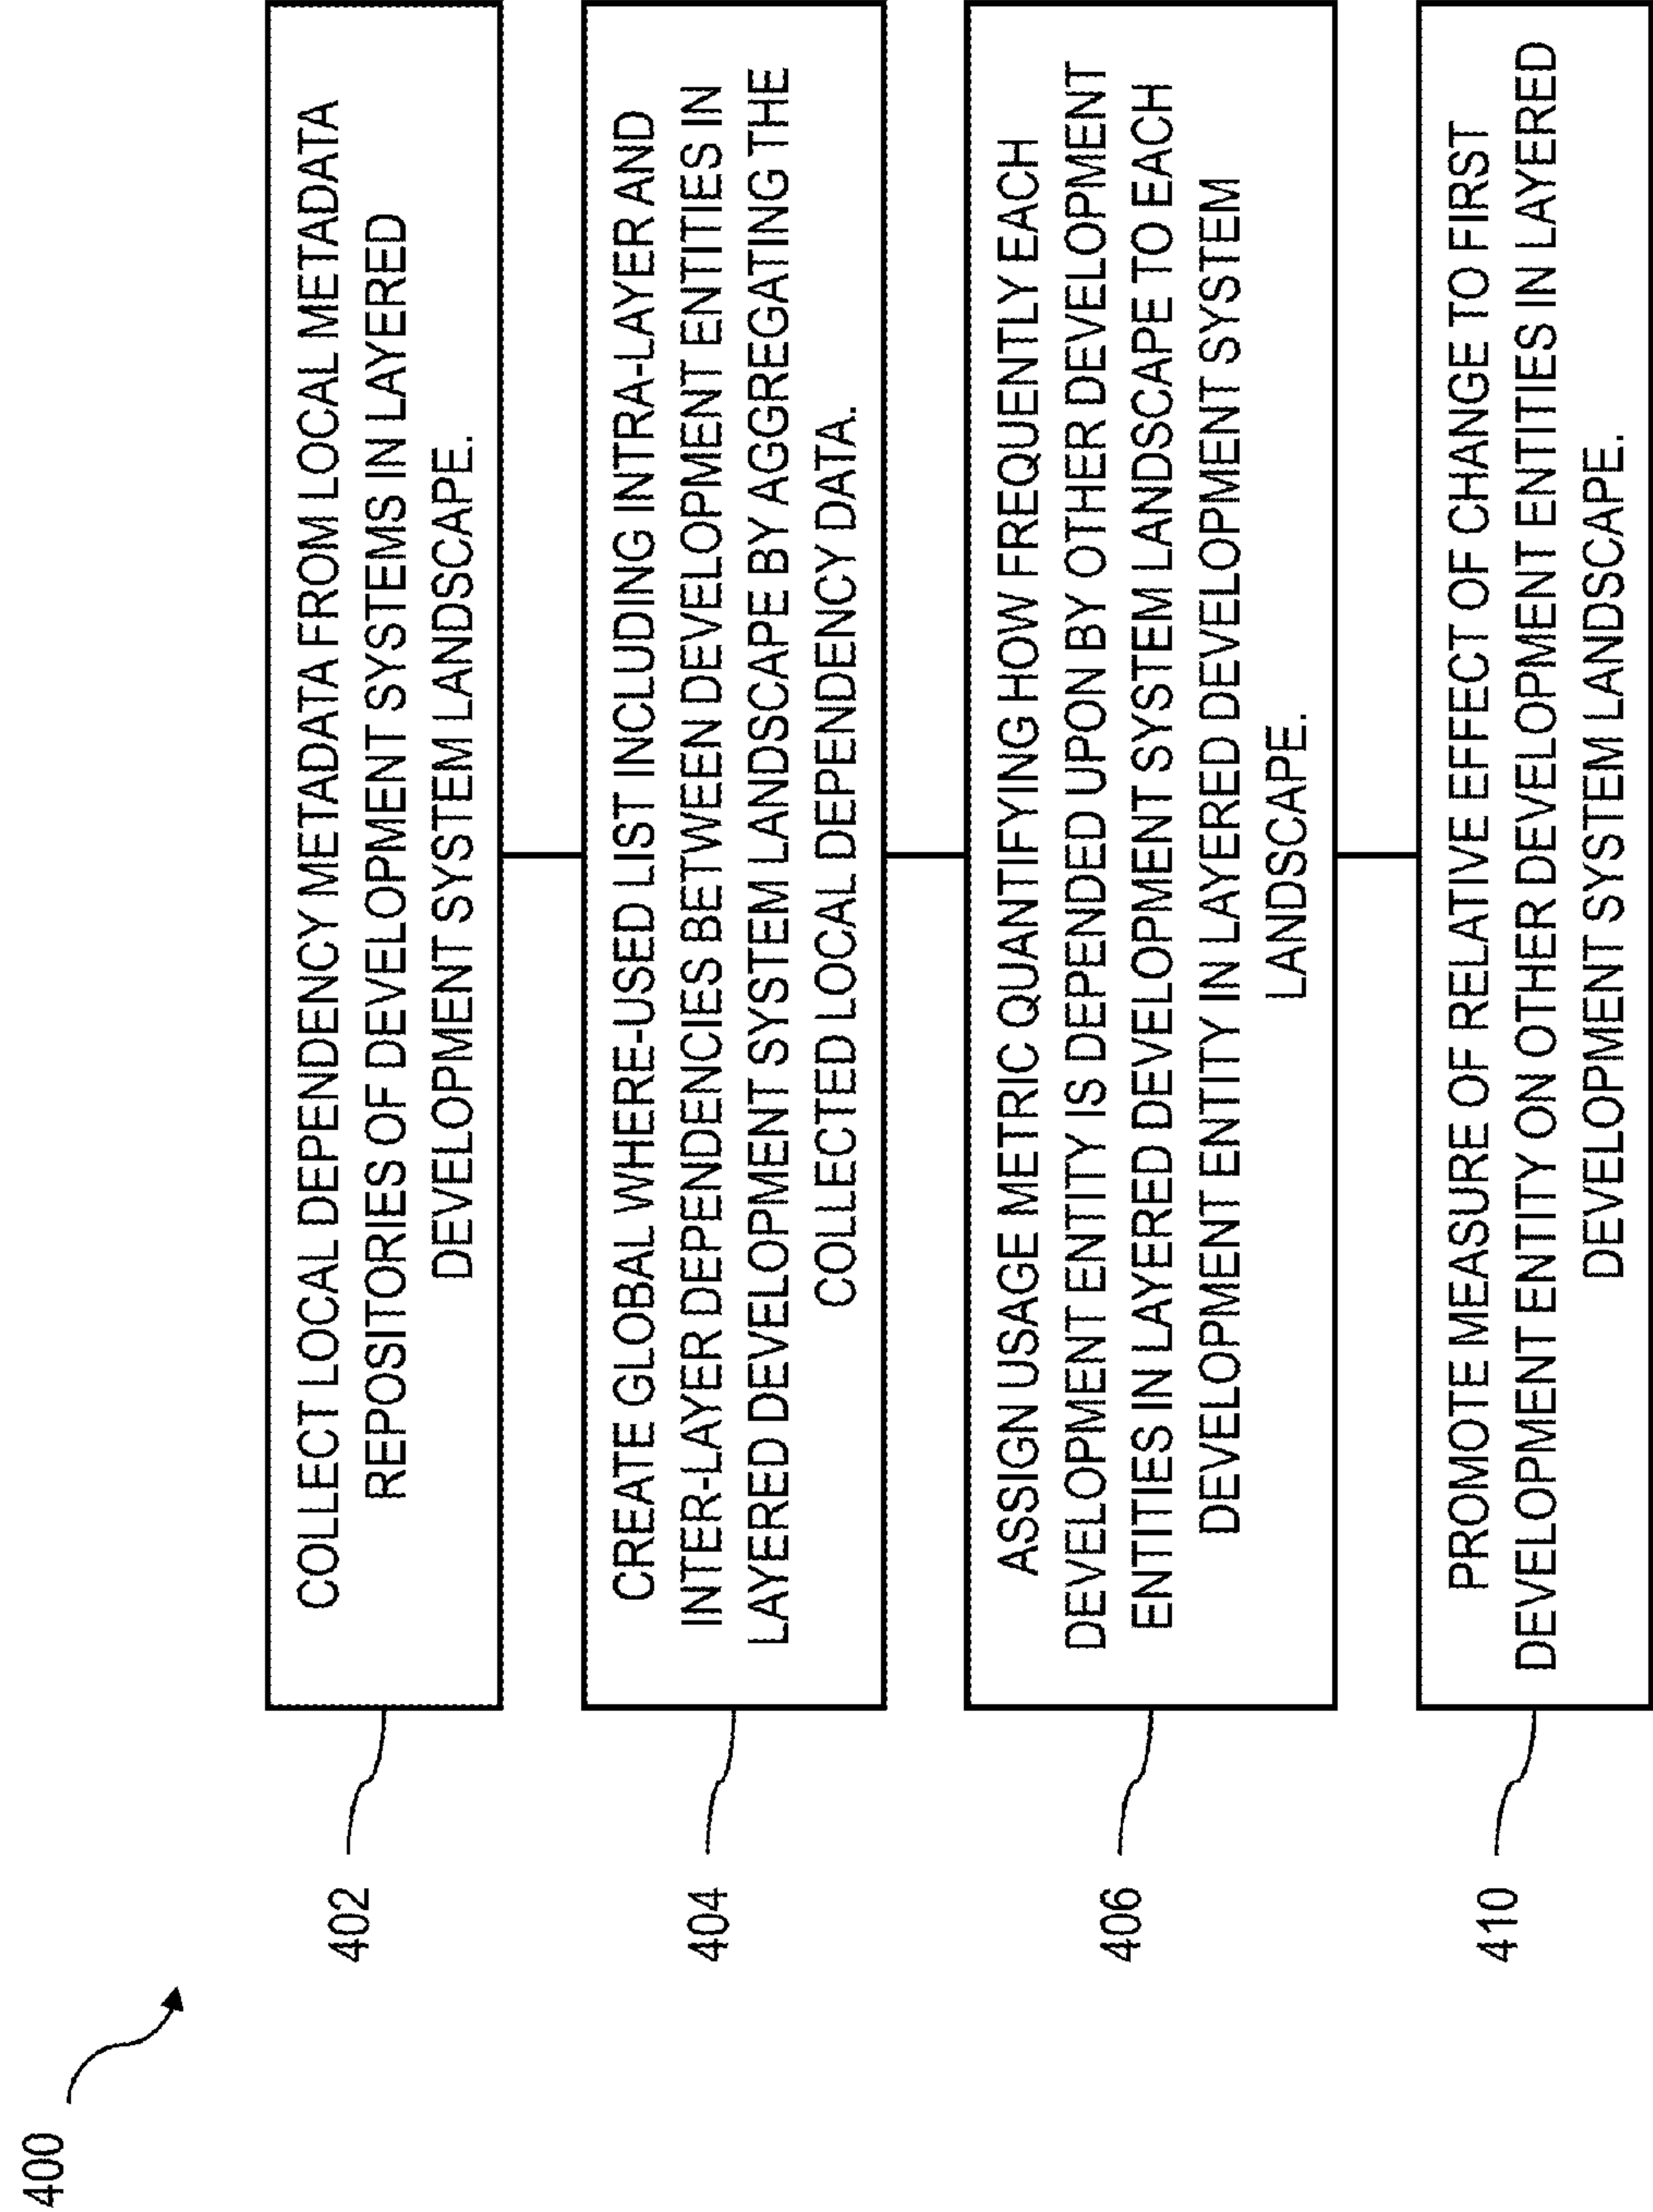 400
402
COLLECT LOCAL DEPENDENCY METADATA FROM LOCAL METADATA
REPOSITORIES OF DEVELOPMENT SYSTEMS IN LAYERED
DEVELOPMENT SYSTEM LANDSCAPE.
404
CREATE GLOBAL WHERE-USED LIST INCLUDING INTRA-LAYER AND
INTER-LAYER DEPENDENCIES BETWEEN DEVELOPMENT ENTITIES IN
LAYERED DEVELOPMENT SYSTEM LANDSCAPE BY AGGREGATING THE
COLLECTED LOCAL DEPENDENCY DATA.
406
ASSIGN USAGE METRIC QUANTIFYING HOW FREQUENTLY EACH
DEVELOPMENT ENTITY IS DEPENDED UPON BY OTHER DEVELOPMENT
ENTITIES IN LAYERED DEVELOPMENT SYSTEM LANDSCAPE TO EACH
DEVELOPMENT ENTITY IN LAYERED DEVELOPMENT SYSTEM
LANDSCAPE.
410
PROMOTE MEASURE OF RELATIVE EFFECT OF CHANGE TO FIRST
DEVELOPMENT ENTITY ON OTHER DEVELOPMENT ENTITIES IN LAYERED
DEVELOPMENT SYSTEM LANDSCAPE.